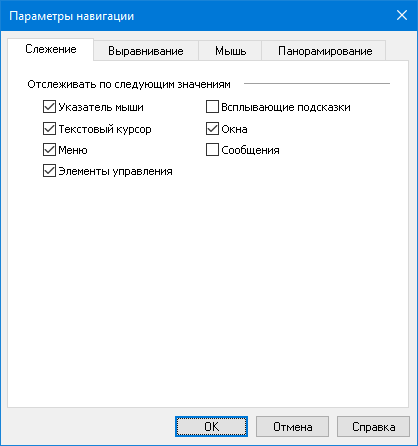 Параметры навигации
Слежение Выравнивание Мышь Панорамирование
Отслеживать по следующим значениям
Указатель мыши Всплывающие подсказки
Текстовый курсор Окна
Меню Сообщения
Элементы управления
OK Отмена Справка